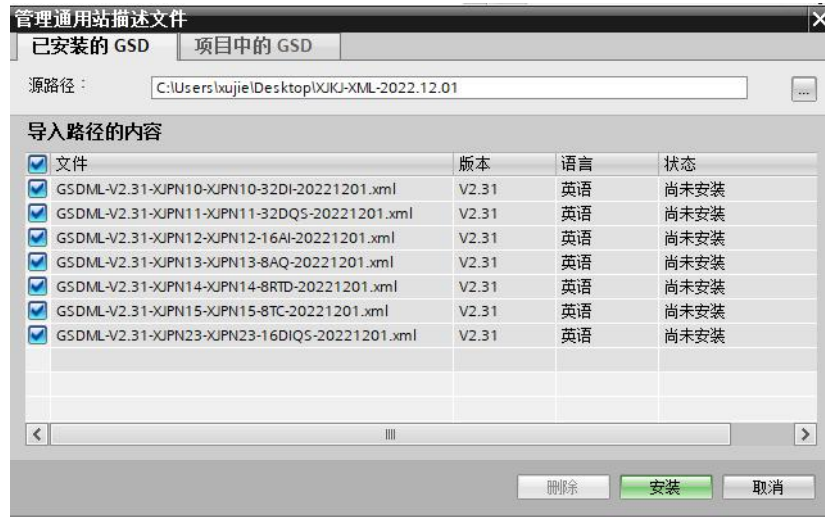 管理通用站描述文件
已安装的 GSD 项目中的 GSD
源路径： C:\Users\xujie\Desktop\XJKJ-XML-2022.12.01 ...
导入路径的内容
文件 版本 语言 状态
GSDML-V2.31-XJPN10-XJPN10-32DI-20221201.xml V2.31 英语 尚未安装
GSDML-V2.31-XJPN11-XJPN11-32DQS-20221201.xml V2.31 英语 尚未安装
GSDML-V2.31-XJPN12-XJPN12-16AI-20221201.xml V2.31 英语 尚未安装
GSDML-V2.31-XJPN13-XJPN13-8AQ-20221201.xml V2.31 英语 尚未安装
GSDML-V2.31-XJPN14-XJPN14-8RTD-20221201.xml V2.31 英语 尚未安装
GSDML-V2.31-XJPN15-XJPN15-8TC-20221201.xml V2.31 英语 尚未安装
GSDML-V2.31-XJPN23-XJPN23-16DIQS-20221201.xml V2.31 英语 尚未安装
删除 安装 取消